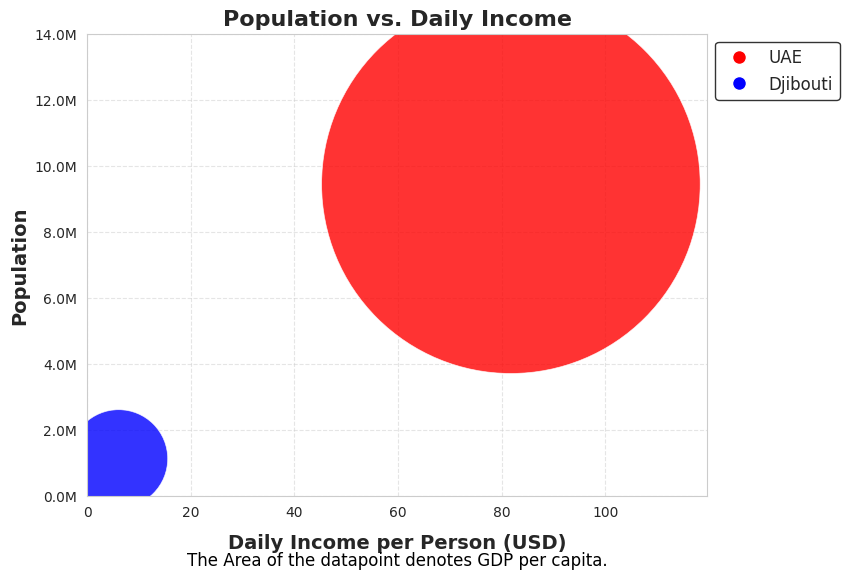 Population vs. Daily Income
14.0M
12.0M
10.0M
8.0M
6.0M
4.0M
2.0M
0.0M
Population
0
20
40
60
80
100
Daily Income per Person (USD)
The Area of the datapoint denotes GDP per capita.
UAE
Djibouti